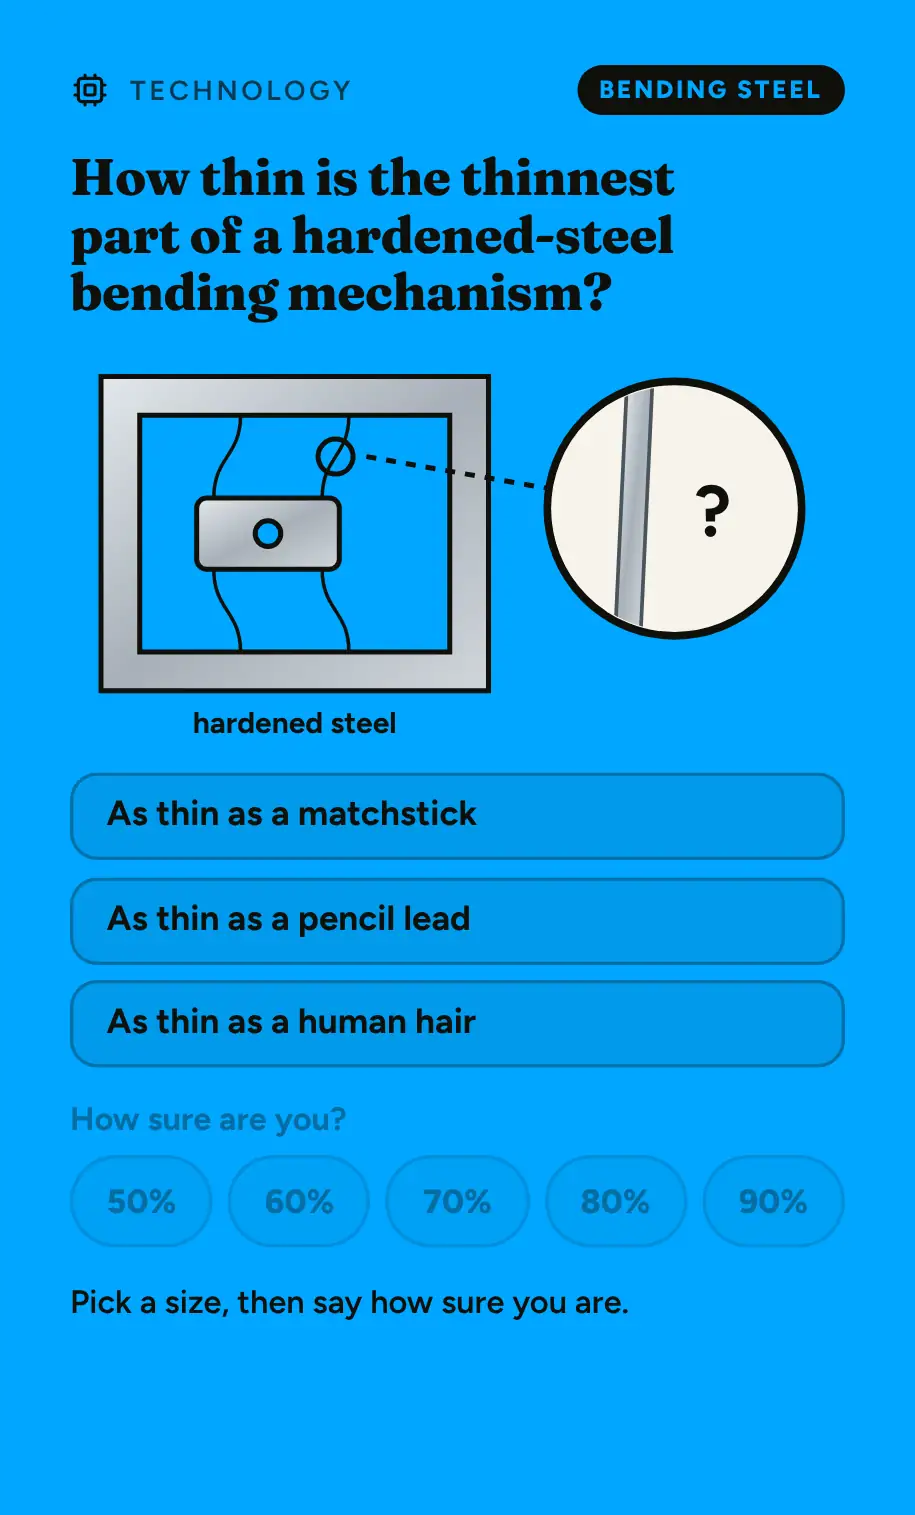 TECHNOLOGY
BENDING STEEL
How thin is the thinnest
part of a hardened-steel
bending mechanism?
?
hardened steel
As thin as a matchstick
As thin as a pencil lead
As thin as a human hair
How sure are you?
50% 60% 70% 80% 90%
Pick a size, then say how sure you are.